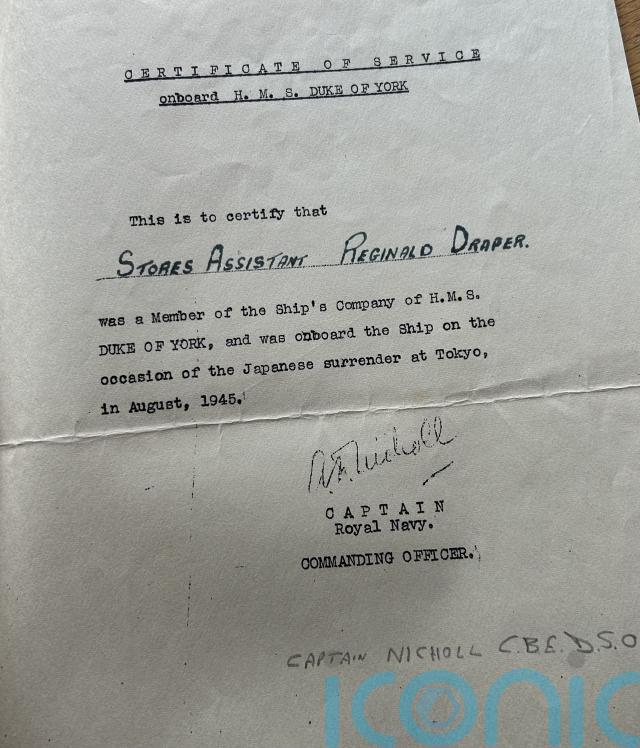 CERTIFICATE OF SERVICE
onboard H. M. S. DUKE OF YORK
This is to certify that
STORES ASSISTANT REGINALD DRAPER.
was a Member of the Ship's Company of H.M.S.
DUKE OF YORK, and was onboard the Ship on the
occasion of the Japanese surrender at Tokyo,
in August, 1945.
A.F. Nicholl
CAPTAIN
Royal Navy.
COMMANDING OFFICER.
CAPTAIN NICHOLL C.B.E. D.S.O
iconic